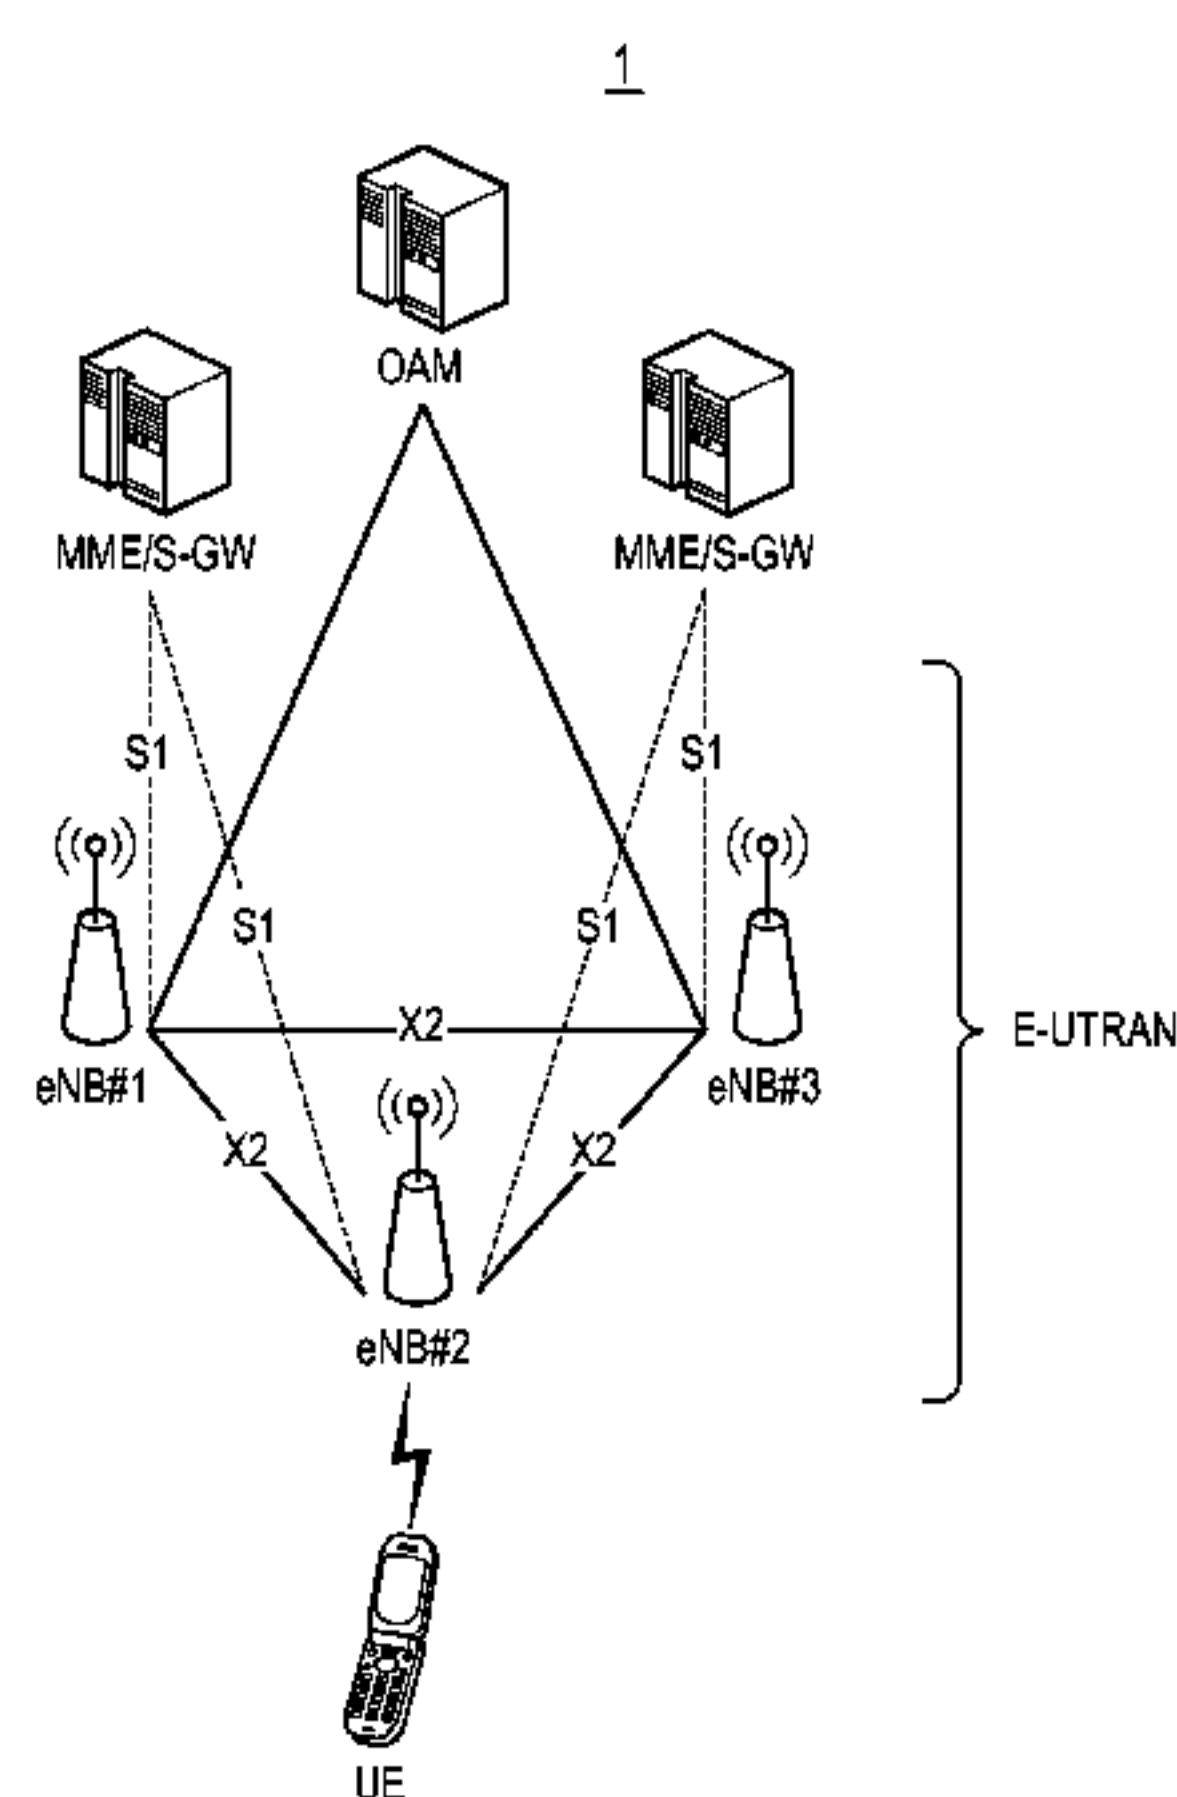 1
OAM
MME/S-GW
MME/S-GW
S1
S1
S1
S1
X2
E-UTRAN
eNB#1
eNB#3
X2
X2
eNB#2
UE